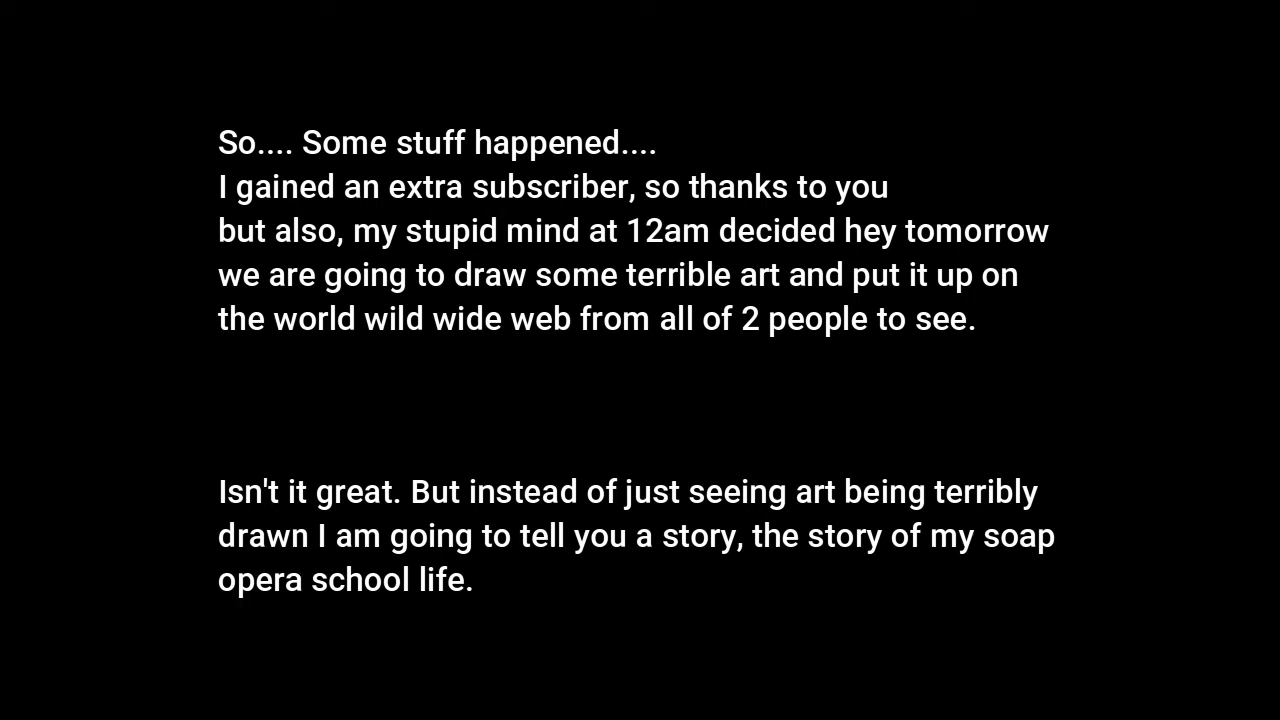 So.... Some stuff happened....
I gained an extra subscriber, so thanks to you
but also, my stupid mind at 12am decided hey tomorrow
we are going to draw some terrible art and put it up on
the world wild wide web from all of 2 people to see.
Isn't it great. But instead of just seeing art being terribly
drawn I am going to tell you a story, the story of my soap
opera school life.